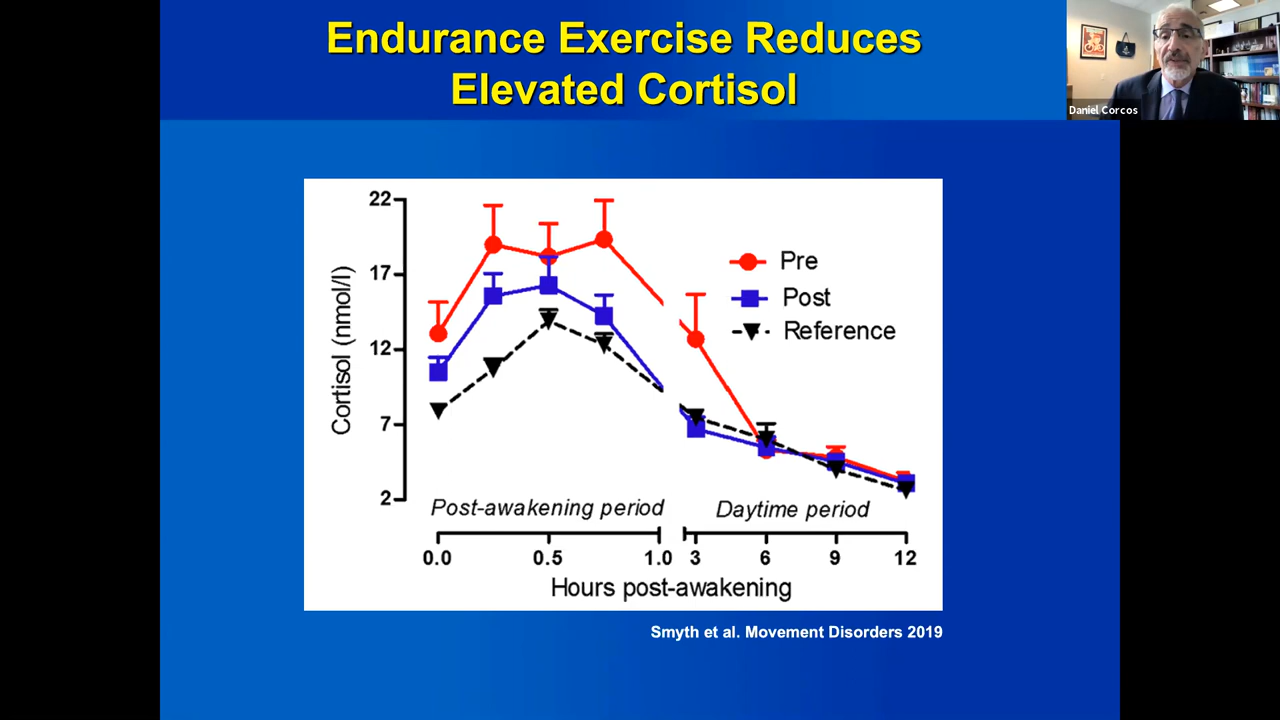 Endurance Exercise Reduces
Elevated Cortisol
Daniel Corcos
22
17
12
7
2
Cortisol (nmol/l)
Pre
Post
Reference
Post-awakening period
Daytime period
0.0
0.5
1.0
3
6
9
12
Hours post-awakening
Smyth et al. Movement Disorders 2019